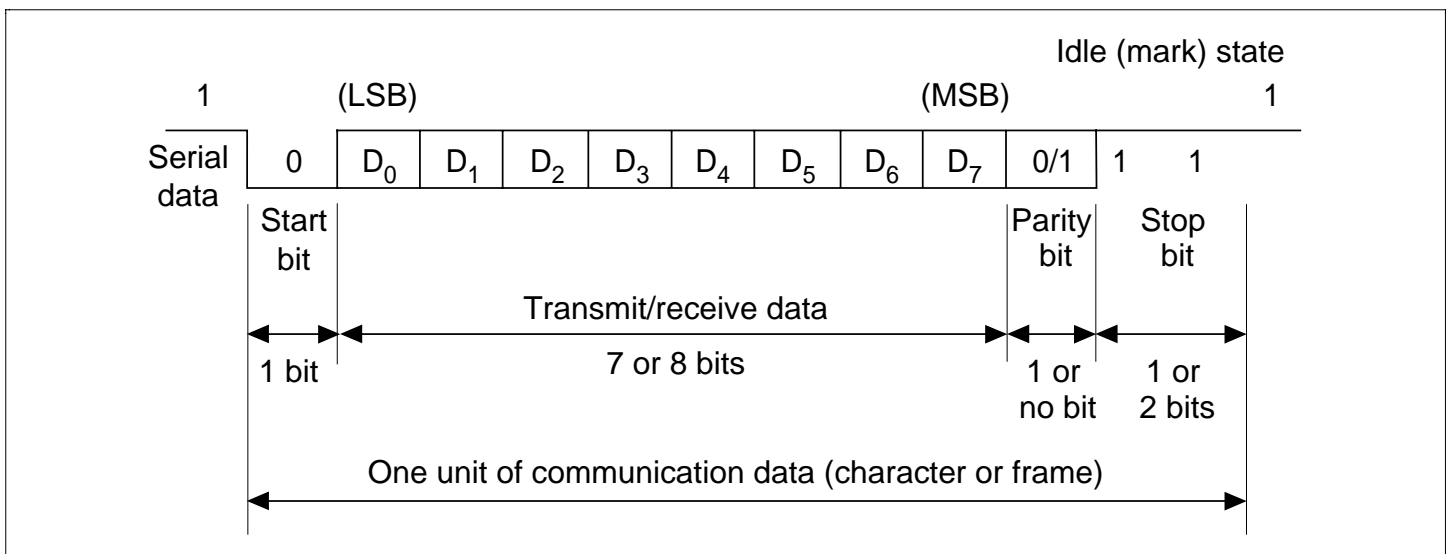 Idle (mark) state
1 (LSB) (MSB) 1
Serial data
0 D0 D1 D2 D3 D4 D5 D6 D7 0/1 1 1
Start bit
Parity bit
Stop bit
Transmit/receive data
1 bit
7 or 8 bits
1 or no bit
1 or 2 bits
One unit of communication data (character or frame)